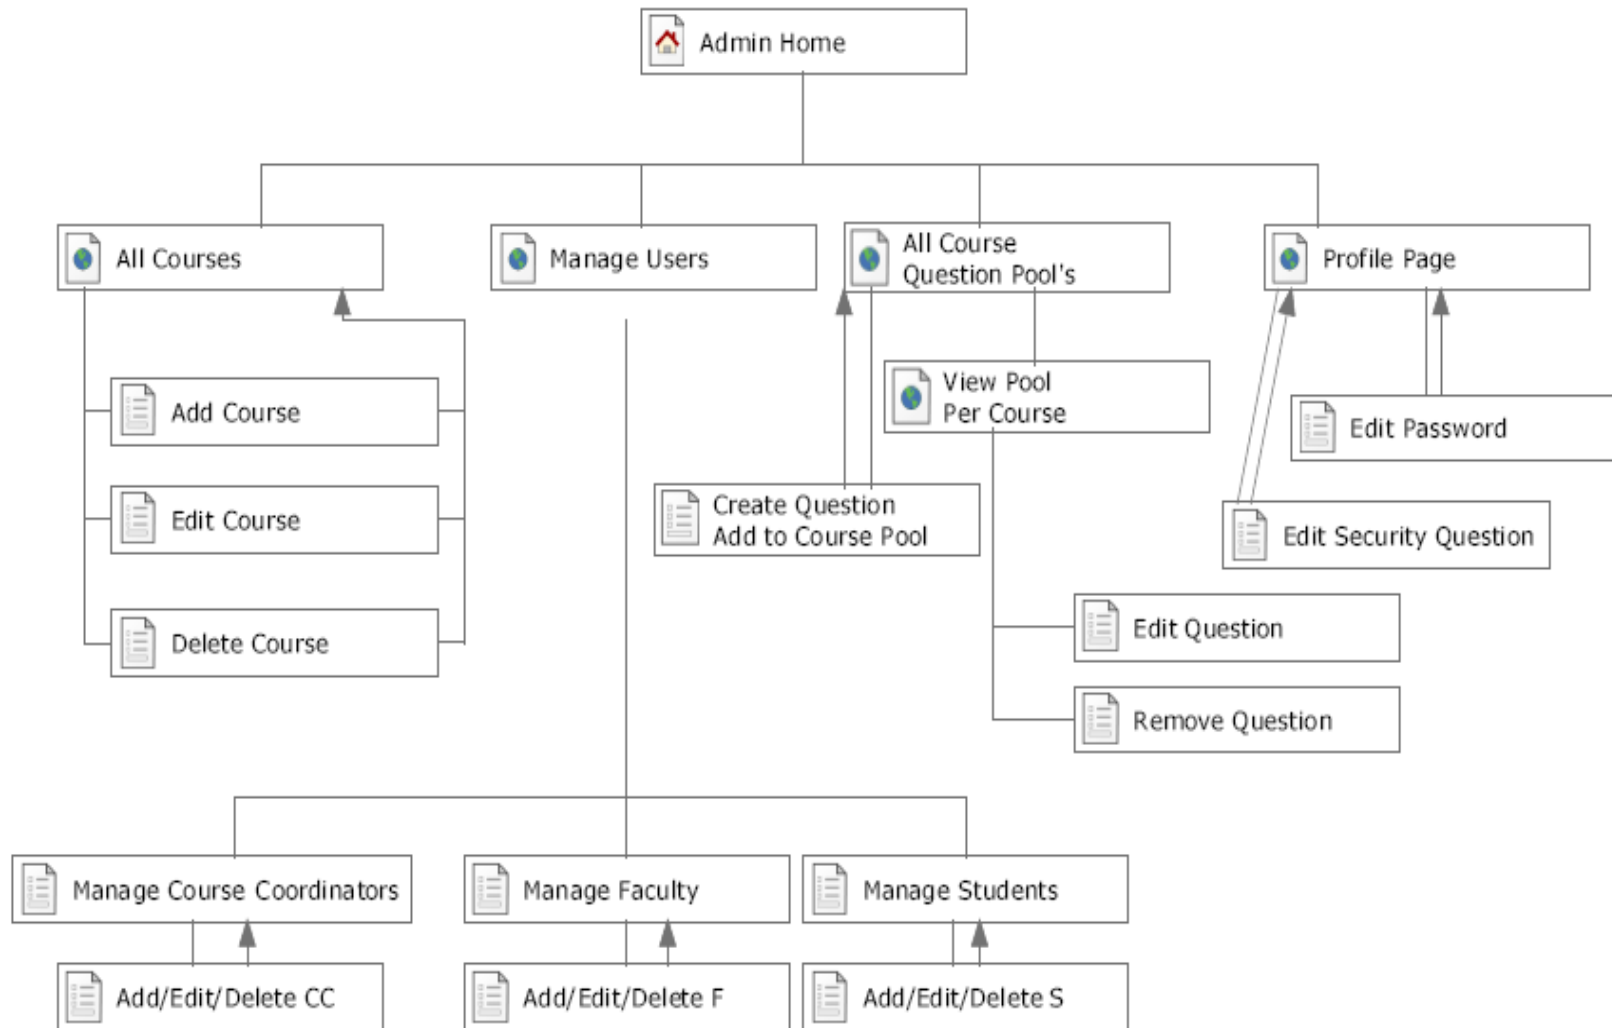 Admin Home
All Courses
Manage Users
All Course
Question Pool's
Profile Page
Add Course
View Pool
Per Course
Edit Password
Edit Course
Create Question
Add to Course Pool
Edit Security Question
Delete Course
Edit Question
Remove Question
Manage Course Coordinators
Manage Faculty
Manage Students
Add/Edit/Delete CC
Add/Edit/Delete F
Add/Edit/Delete S